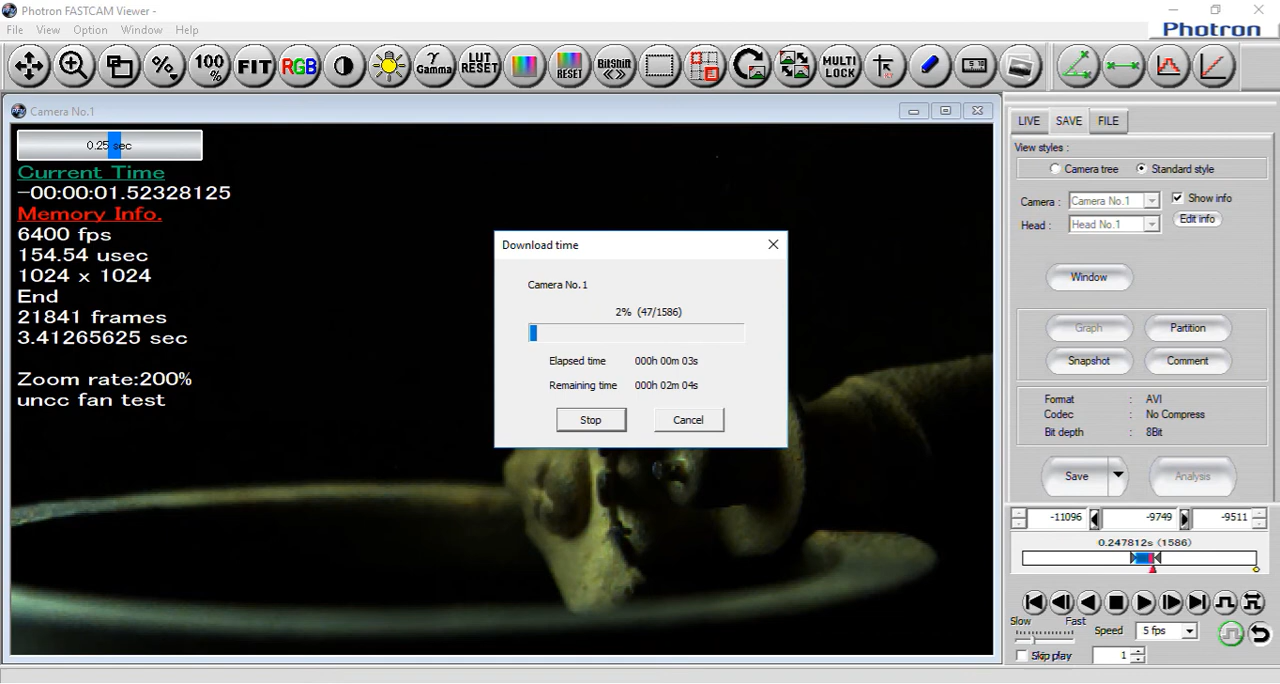 Photron FASTCAM Viewer -
File View Option Window Help
Photron
% 100 % FIT RGB γ Gamma LUT RESET RESET BitShift MULTI LOCK
Camera No.1
LIVE SAVE FILE
0.25 sec
Current Time
-00:00:01.52328125
Memory Info.
6400 fps
154.54 usec
1024 x 1024
End
21841 frames
3.41265625 sec
Zoom rate:200%
uncc fan test
Download time
Camera No.1
2% (47/1586)
Elapsed time 000h 00m 03s
Remaining time 000h 02m 04s
Stop Cancel
View styles :
Camera tree Standard style
Camera : Camera No.1 Show info
Head : Head No.1 Edit info
Window
Graph Partition
Snapshot Comment
Format : AVI
Codec : No Compress
Bit depth : 8Bit
Save Analysis
-11096 -9749 -9511
0.247812s (1586)
Slow Fast Speed 5 fps
Skip play 1